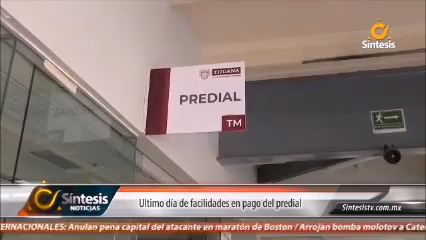 Síntesis
TIJUANA
PREDIAL
TM
Síntesis
NOTICIAS
Ultimo día de facilidades en pago del predial
Sintesistv.com.mx
ERNACIONALES: Anulan pena capital del atacante en maratón de Boston / Arrojan bomba molotov a Cate